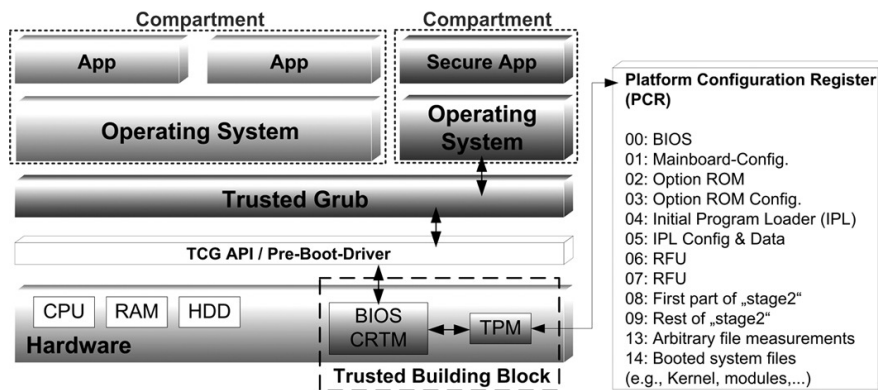 Compartment
Compartment
App
App
Secure App
Operating System
Operating
System
Trusted Grub
TCG API / Pre-Boot-Driver
CPU
RAM
HDD
BIOS
CRTM
TPM
Hardware
Trusted Building Block
Platform Configuration Register
(PCR)
00: BIOS
01: Mainboard-Config.
02: Option ROM
03: Option ROM Config.
04: Initial Program Loader (IPL)
05: IPL Config & Data
06: RFU
07: RFU
08: First part of „stage2“
09: Rest of „stage2“
13: Arbitrary file measurements
14: Booted system files
(e.g., Kernel, modules,...)